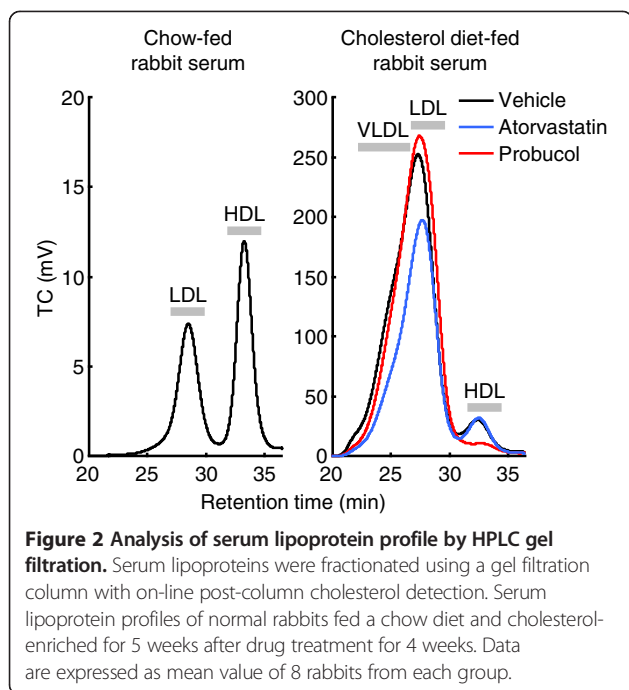 Chow-fed
rabbit serum
Cholesterol diet-fed
rabbit serum
20
15
10
5
0
TC (mV)
LDL
HDL
20
25
30
35
300
250
200
150
100
50
0
VLDL
LDL
HDL
Vehicle
Atorvastatin
Probucol
20
25
30
35
Retention time (min)
Figure 2 Analysis of serum lipoprotein profile by HPLC gel
filtration. Serum lipoproteins were fractionated using a gel filtration
column with on-line post-column cholesterol detection. Serum
lipoprotein profiles of normal rabbits fed a chow diet and cholesterol-
enriched for 5 weeks after drug treatment for 4 weeks. Data
are expressed as mean value of 8 rabbits from each group.